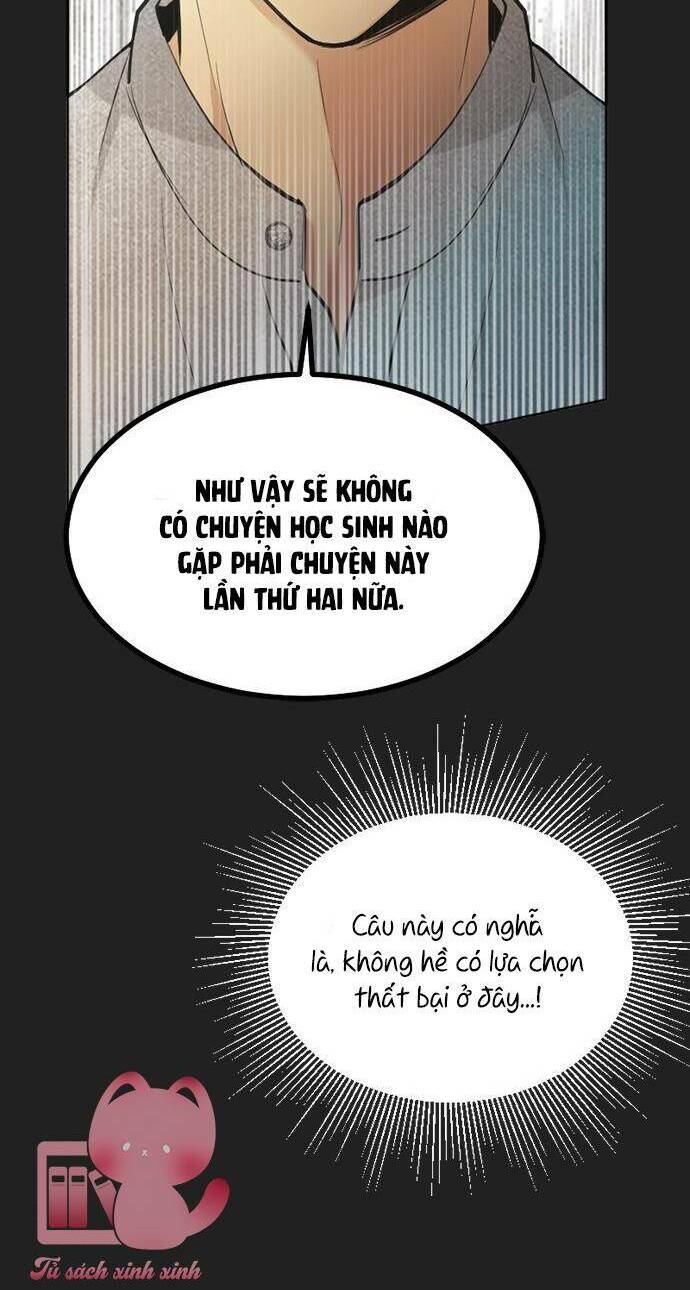 NHƯ VẬY SẼ KHÔNG
CÓ CHUYỆN HỌC SINH NÀO
GẶP PHẢI CHUYỆN NÀY
LẦN THỨ HAI NỮA.
Câu này có nghĩa
là, không hề có lựa chọn
thất bại ở đây...!
Tủ sách xinh xinh